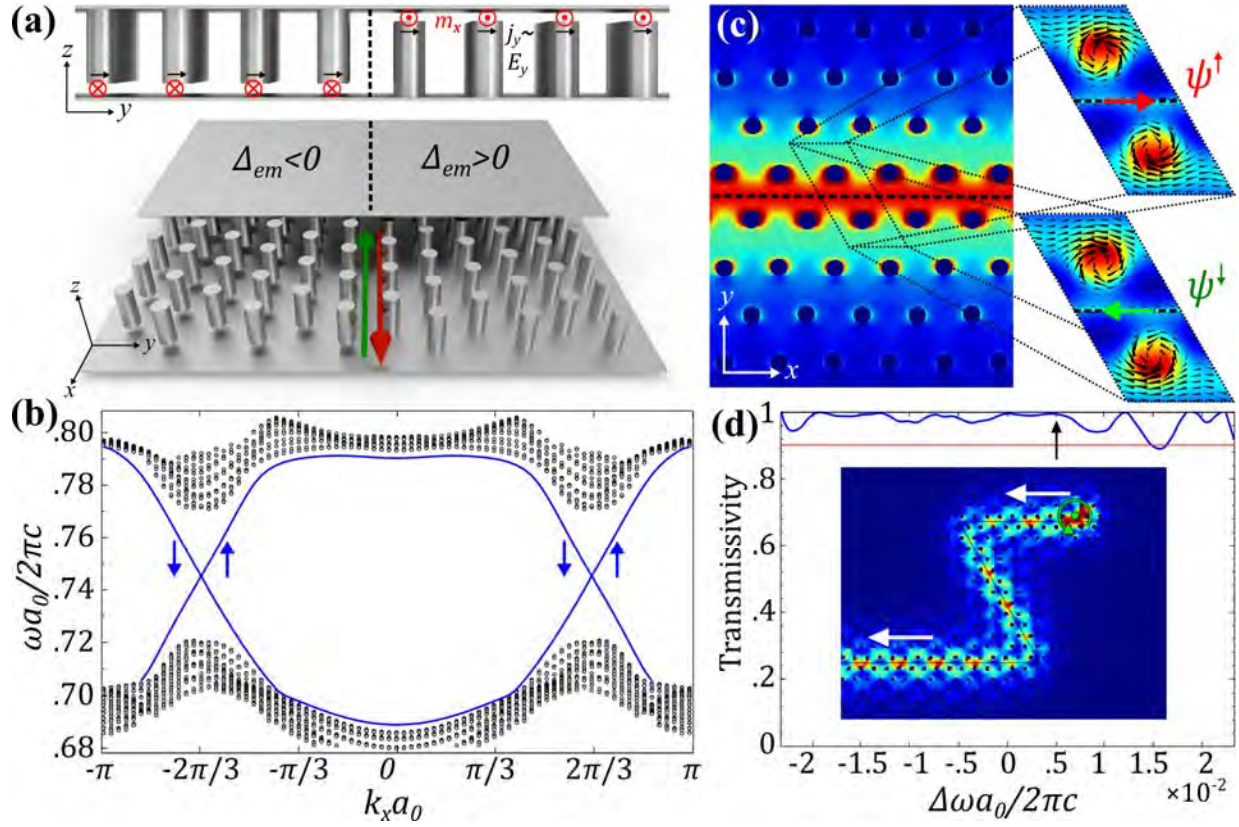 (a)
z
y
m_x
j_y~
E_y
Δ_em<0
Δ_em>0
z
y
x
(b)
ωa_0/2πc
.80
.78
.76
.74
.72
.70
.68
-π
-2π/3
-π/3
0
π/3
2π/3
π
k_x a_0
(c)
y
x
ψ^↑
ψ^↓
(d)
Transmissivity
1
.8
.6
.4
.2
0
-2
-1.5
-1
-.5
0
.5
1
1.5
2
×10^-2
Δωa_0/2πc